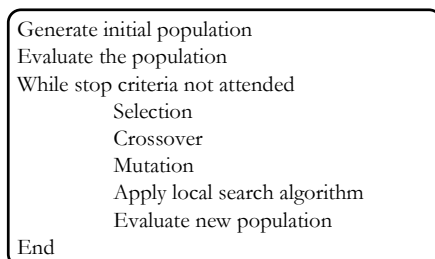 Generate initial population
Evaluate the population
While stop criteria not attended
Selection
Crossover
Mutation
Apply local search algorithm
Evaluate new population
End